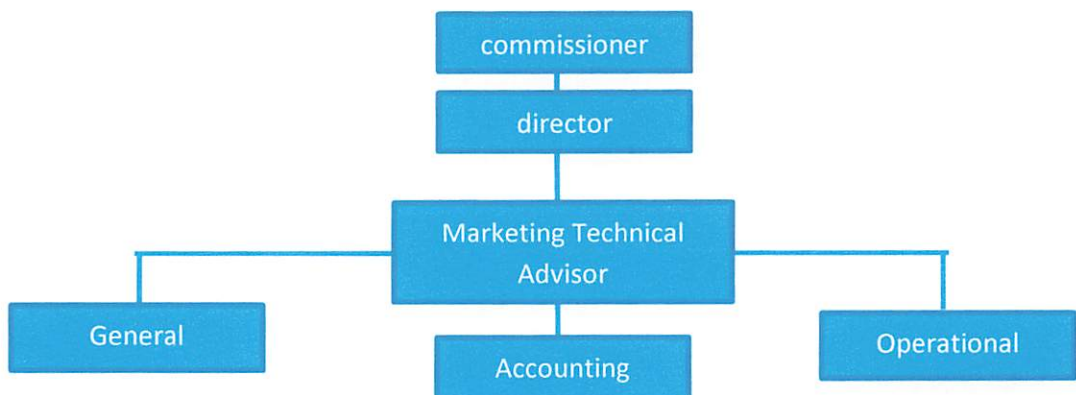 commissioner
director
Marketing Technical
Advisor
General
Accounting
Operational